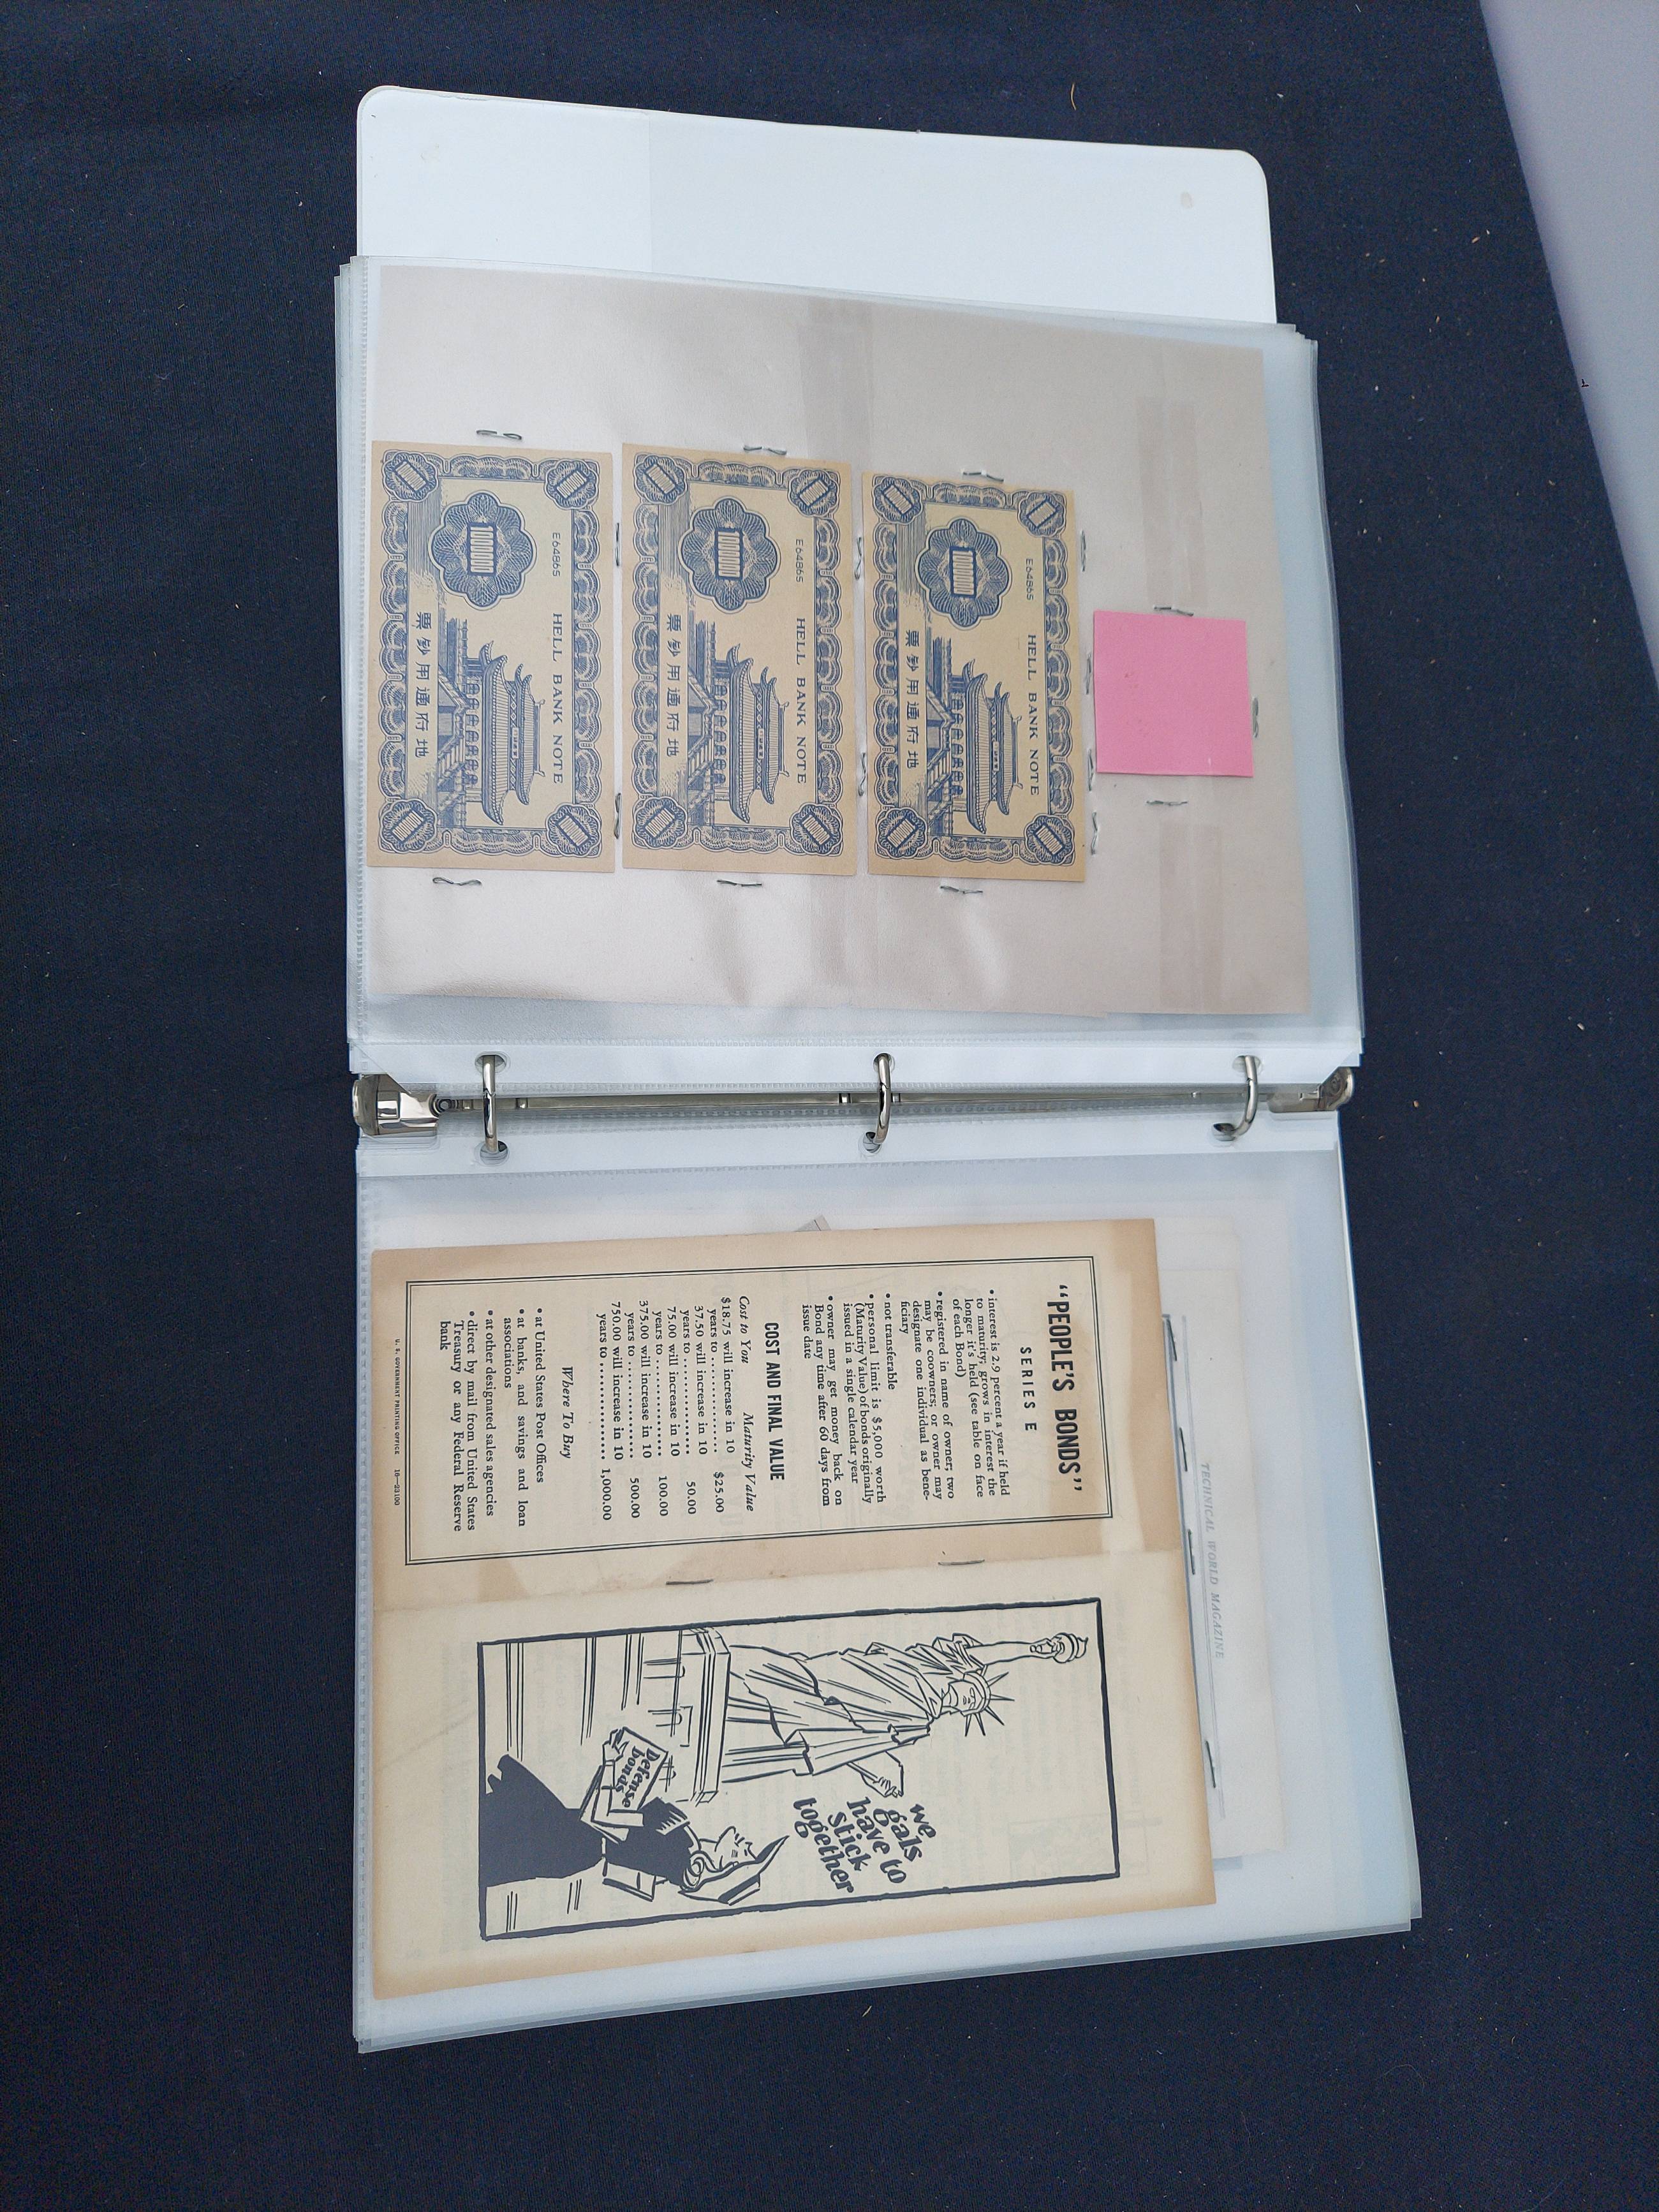 E64865 HELL BANK NOTE
地府通用鈔票
E64865 HELL BANK NOTE
地府通用鈔票
E64865 HELL BANK NOTE
地府通用鈔票
TECHNICAL WORLD MAGAZINE
"PEOPLE'S BONDS"
SERIES E
• interest is 2.9 percent a year if held
to maturity; grows in interest the
longer it's held (see table on face
of each Bond)
• registered in name of owner; two
may be coowners; or owner may
designate one individual as bene-
ficiary
• not transferable
• personal limit is $5,000 worth
(Maturity Value) of bonds originally
issued in a single calendar year
• owner may get money back on
Bond any time after 60 days from
issue date
COST AND FINAL VALUE
Cost to You Maturity Value
$18.75 will increase in 10
years to ............ $25.00
37.50 will increase in 10
years to ............ 50.00
75.00 will increase in 10
years to ............ 100.00
375.00 will increase in 10
years to ............ 500.00
750.00 will increase in 10
years to ............ 1,000.00
Where To Buy
• at United States Post Offices
• at banks, and savings and loan
associations
• at other designated sales agencies
• direct by mail from United States
Treasury or any Federal Reserve
bank
U. S. GOVERNMENT PRINTING OFFICE 16—23100
we
gals
have to
stick
together
Defense
bonds